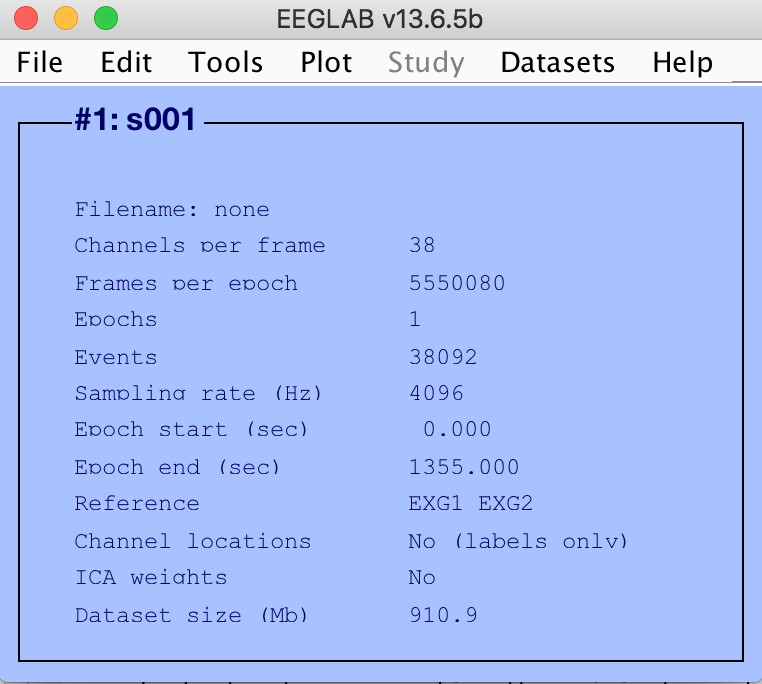 EEGLAB v13.6.5b
File Edit Tools Plot Study Datasets Help
#1: s001
Filename: none
Channels per frame 38
Frames per epoch 5550080
Epochs 1
Events 38092
Sampling rate (Hz) 4096
Epoch start (sec) 0.000
Epoch end (sec) 1355.000
Reference EXG1 EXG2
Channel locations No (labels only)
ICA weights No
Dataset size (Mb) 910.9